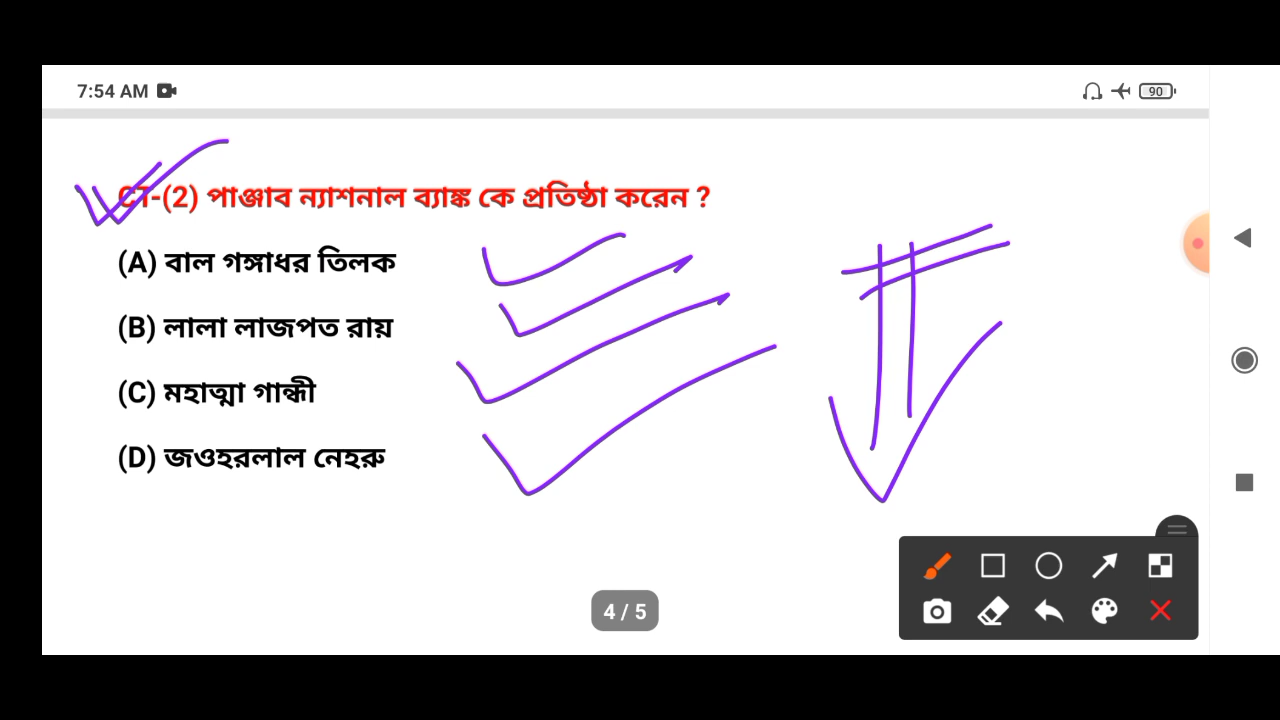 7:54 AM
90
CT-(2) পাঞ্জাব ন্যাশনাল ব্যাঙ্ক কে প্রতিষ্ঠা করেন ?
(A) বাল গঙ্গাধর তিলক
(B) লালা লাজপত রায়
(C) মহাত্মা গান্ধী
(D) জওহরলাল নেহরু
4 / 5